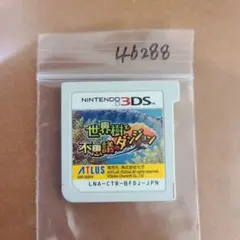 46288
NINTENDO 3DS
世界樹と
不思議のダンジョン
ATLUS
LNA-CTR-BFDJ-JPN